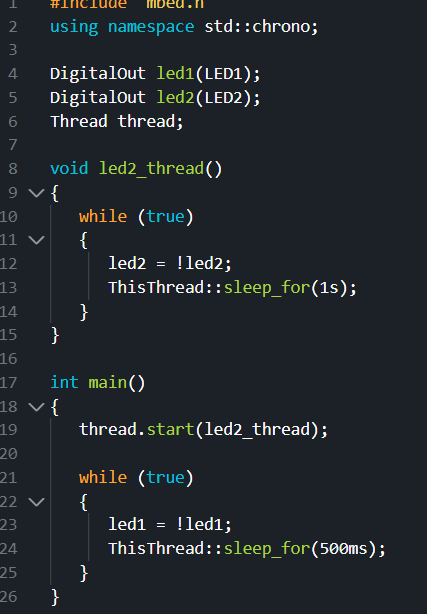 1 #include "mbed.h"
2 using namespace std::chrono;
3
4 DigitalOut led1(LED1);
5 DigitalOut led2(LED2);
6 Thread thread;
7
8 void led2_thread()
9 {
10 while (true)
11 {
12 led2 = !led2;
13 ThisThread::sleep_for(1s);
14 }
15 }
16
17 int main()
18 {
19 thread.start(led2_thread);
20
21 while (true)
22 {
23 led1 = !led1;
24 ThisThread::sleep_for(500ms);
25 }
26 }